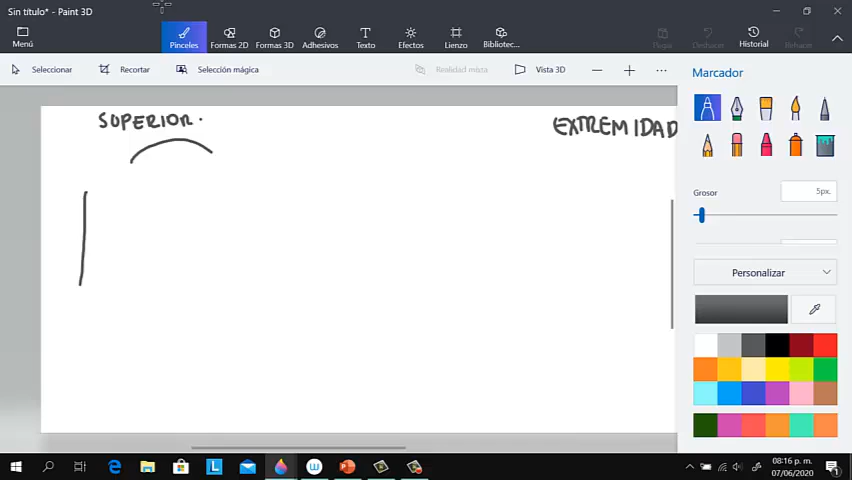 Sin título* - Paint 3D
Menú
Pinceles
Formas 2D
Formas 3D
Adhesivos
Texto
Efectos
Lienzo
Bibliotec...
Pegar
Deshacer
Historial
Rehacer
Seleccionar
Recortar
Selección mágica
Realidad mixta
Vista 3D
Marcador
SUPERIOR.
EXTREMIDAD
Grosor
5px.
Personalizar
08:16 p. m.
07/06/2020